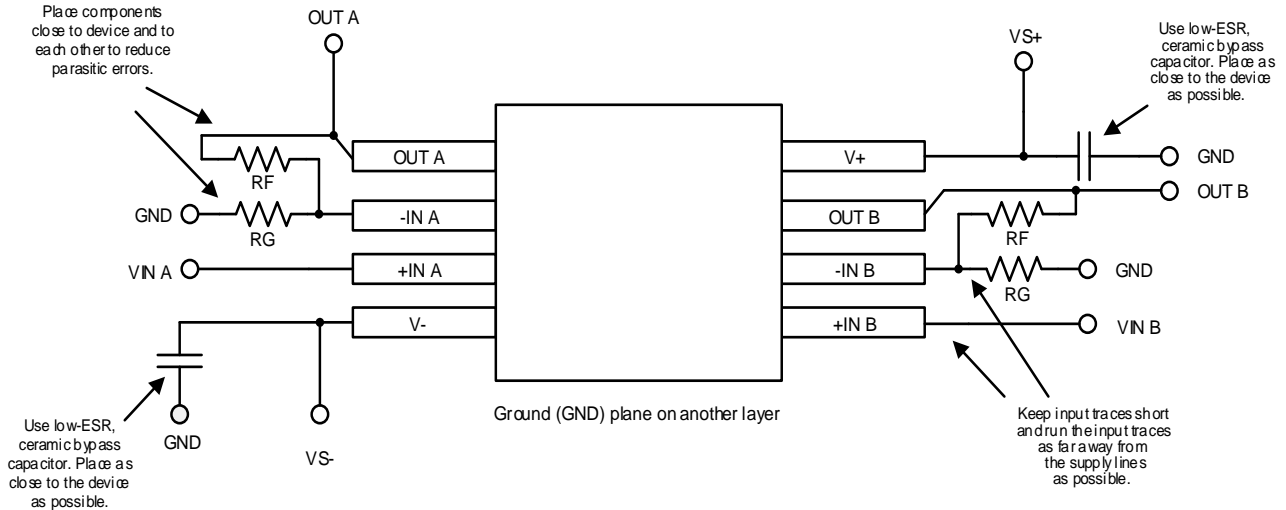 Place components
close to device and to
each other to reduce
parasitic errors.
OUT A
VS+
Use low-ESR,
ceramic bypass
capacitor. Place as
close to the device
as possible.
OUT A
V+
GND
RF
OUT B
GND
RG
-IN A
OUT B
RF
VIN A
+IN A
-IN B
RG
GND
V-
+IN B
VIN B
Use low-ESR,
ceramic bypass
capacitor. Place as
close to the device
as possible.
GND
VS-
Ground (GND) plane on another layer
Keep input traces short
and run the input traces
as far away from
the supply lines
as possible.